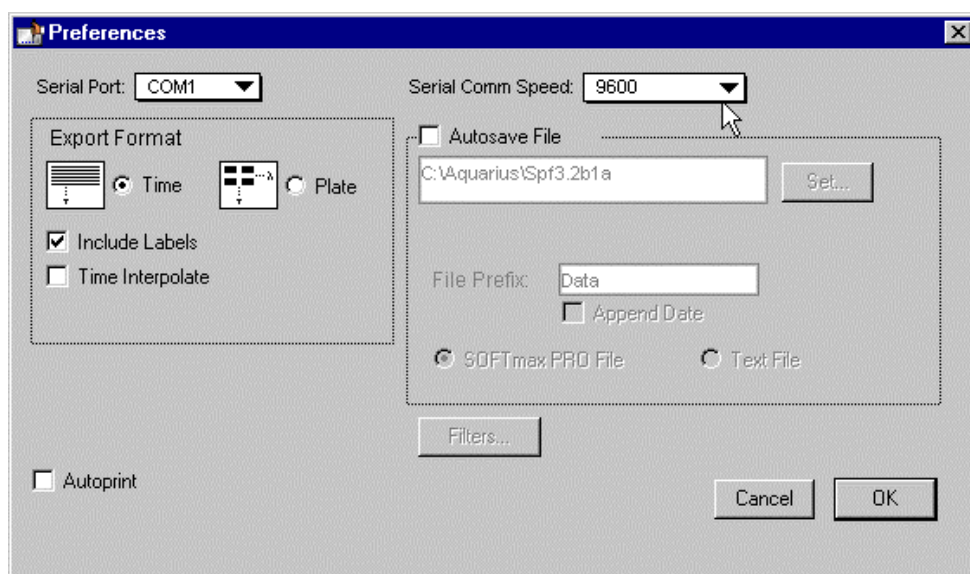 Preferences
Serial Port: COM1
Serial Comm Speed: 9600
Export Format
Time
Plate
Include Labels
Time Interpolate
Autosave File
C:\Aquarius\Spf3.2b1a
Set...
File Prefix: Data
Append Date
SOFTmax PRO File
Text File
Filters...
Autoprint
Cancel
OK